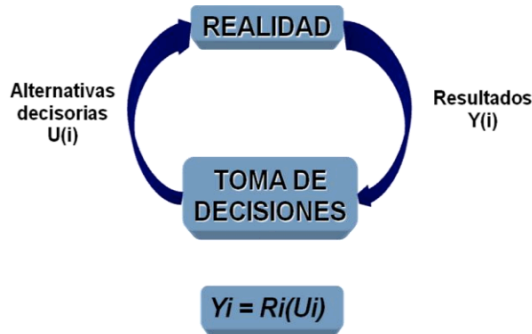 REALIDAD
Alternativas
decisorias
U(i)
Resultados
Y(i)
TOMA DE
DECISIONES
Yi = Ri(Ui)